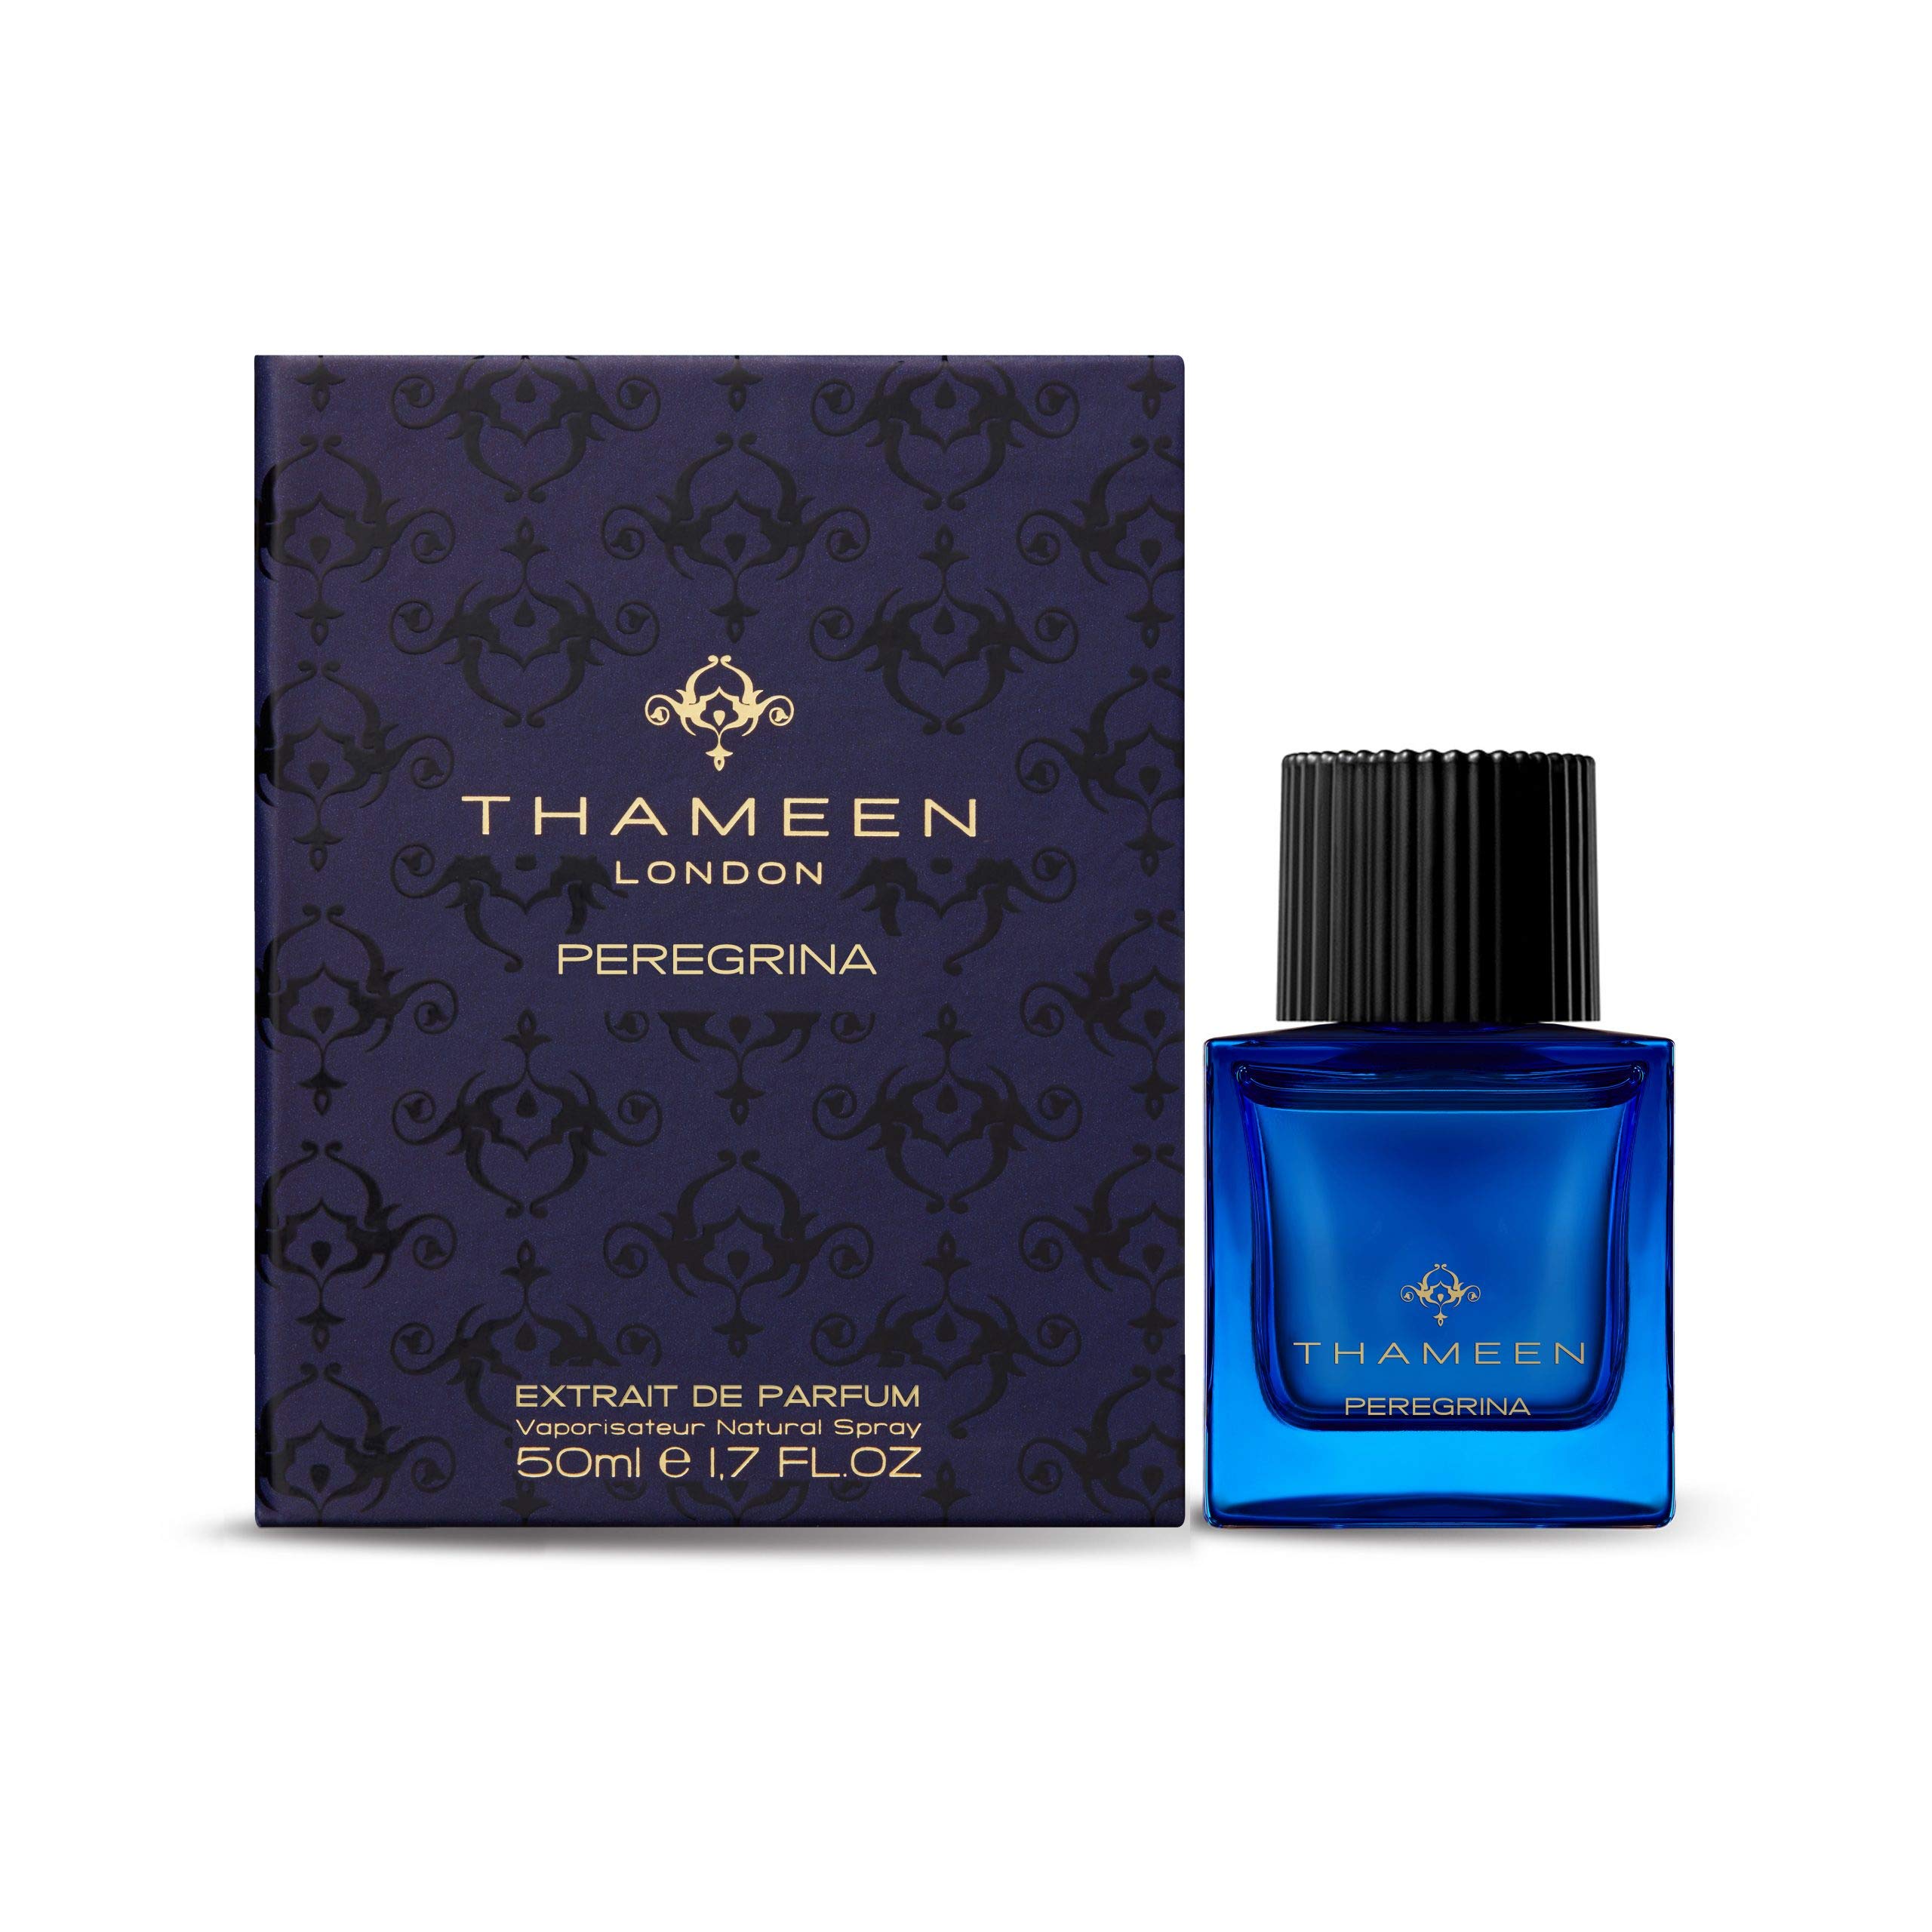 THAMEEN
LONDON
PEREGRINA
EXTRAIT DE PARFUM
Vaporisateur Natural Spray
50ml ℮ 1,7 FL.OZ
THAMEEN
PEREGRINA